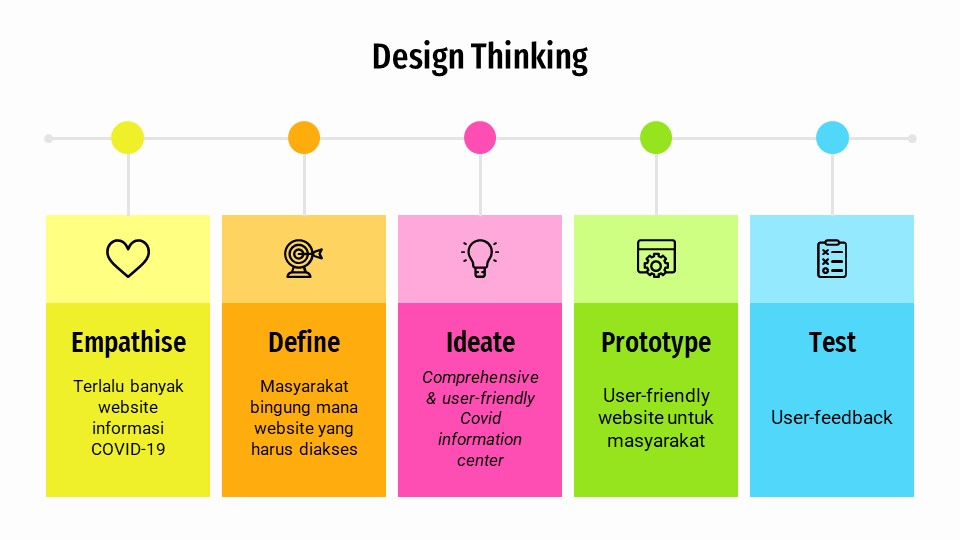 Design Thinking
Empathise
Terlalu banyak
website
informasi
COVID-19
Define
Masyarakat
bingung mana
website yang
harus diakses
Ideate
Comprehensive
& user-friendly
Covid
information
center
Prototype
User-friendly
website untuk
masyarakat
Test
User-feedback